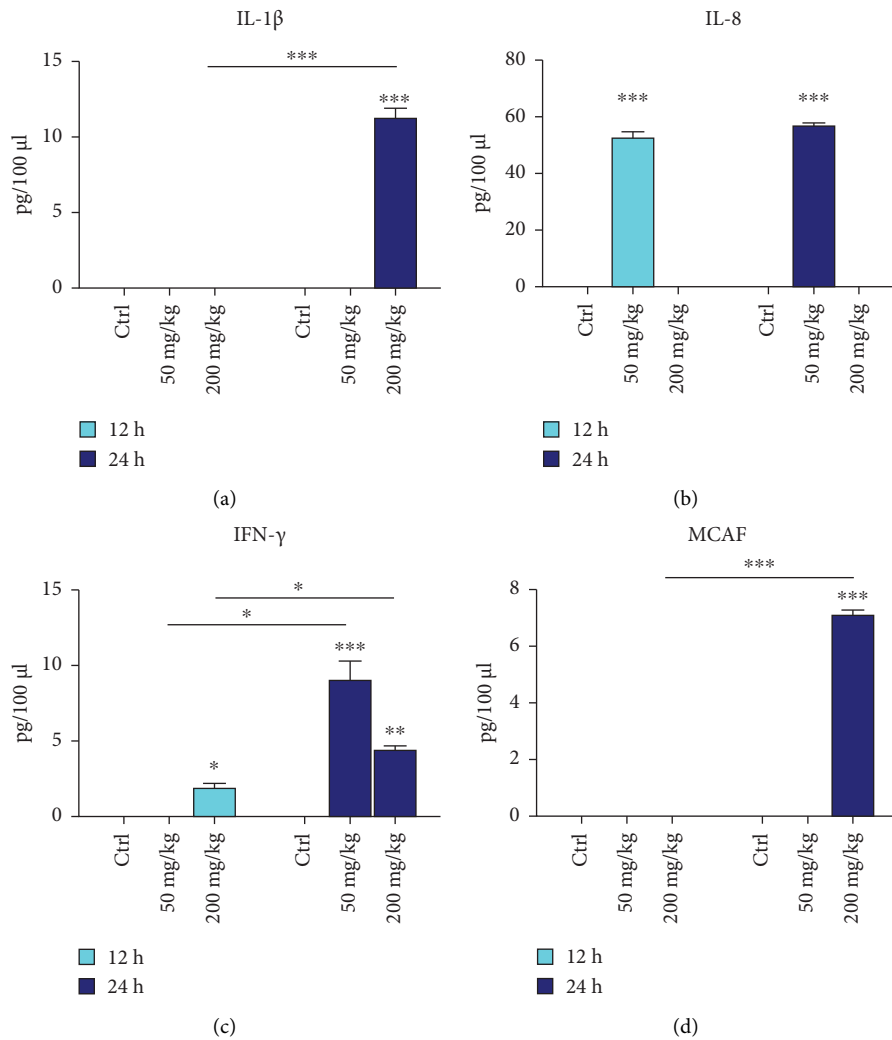 IL-1β
pg/100 µl
15
10
5
0
***
***
Ctrl
50 mg/kg
200 mg/kg
Ctrl
50 mg/kg
200 mg/kg
12 h
24 h
(a)
IL-8
pg/100 µl
80
60
40
20
0
***
***
Ctrl
50 mg/kg
200 mg/kg
Ctrl
50 mg/kg
200 mg/kg
12 h
24 h
(b)
IFN-γ
pg/100 µl
15
10
5
0
*
*
*
***
**
Ctrl
50 mg/kg
200 mg/kg
Ctrl
50 mg/kg
200 mg/kg
12 h
24 h
(c)
MCAF
pg/100 µl
8
6
4
2
0
***
***
Ctrl
50 mg/kg
200 mg/kg
Ctrl
50 mg/kg
200 mg/kg
12 h
24 h
(d)